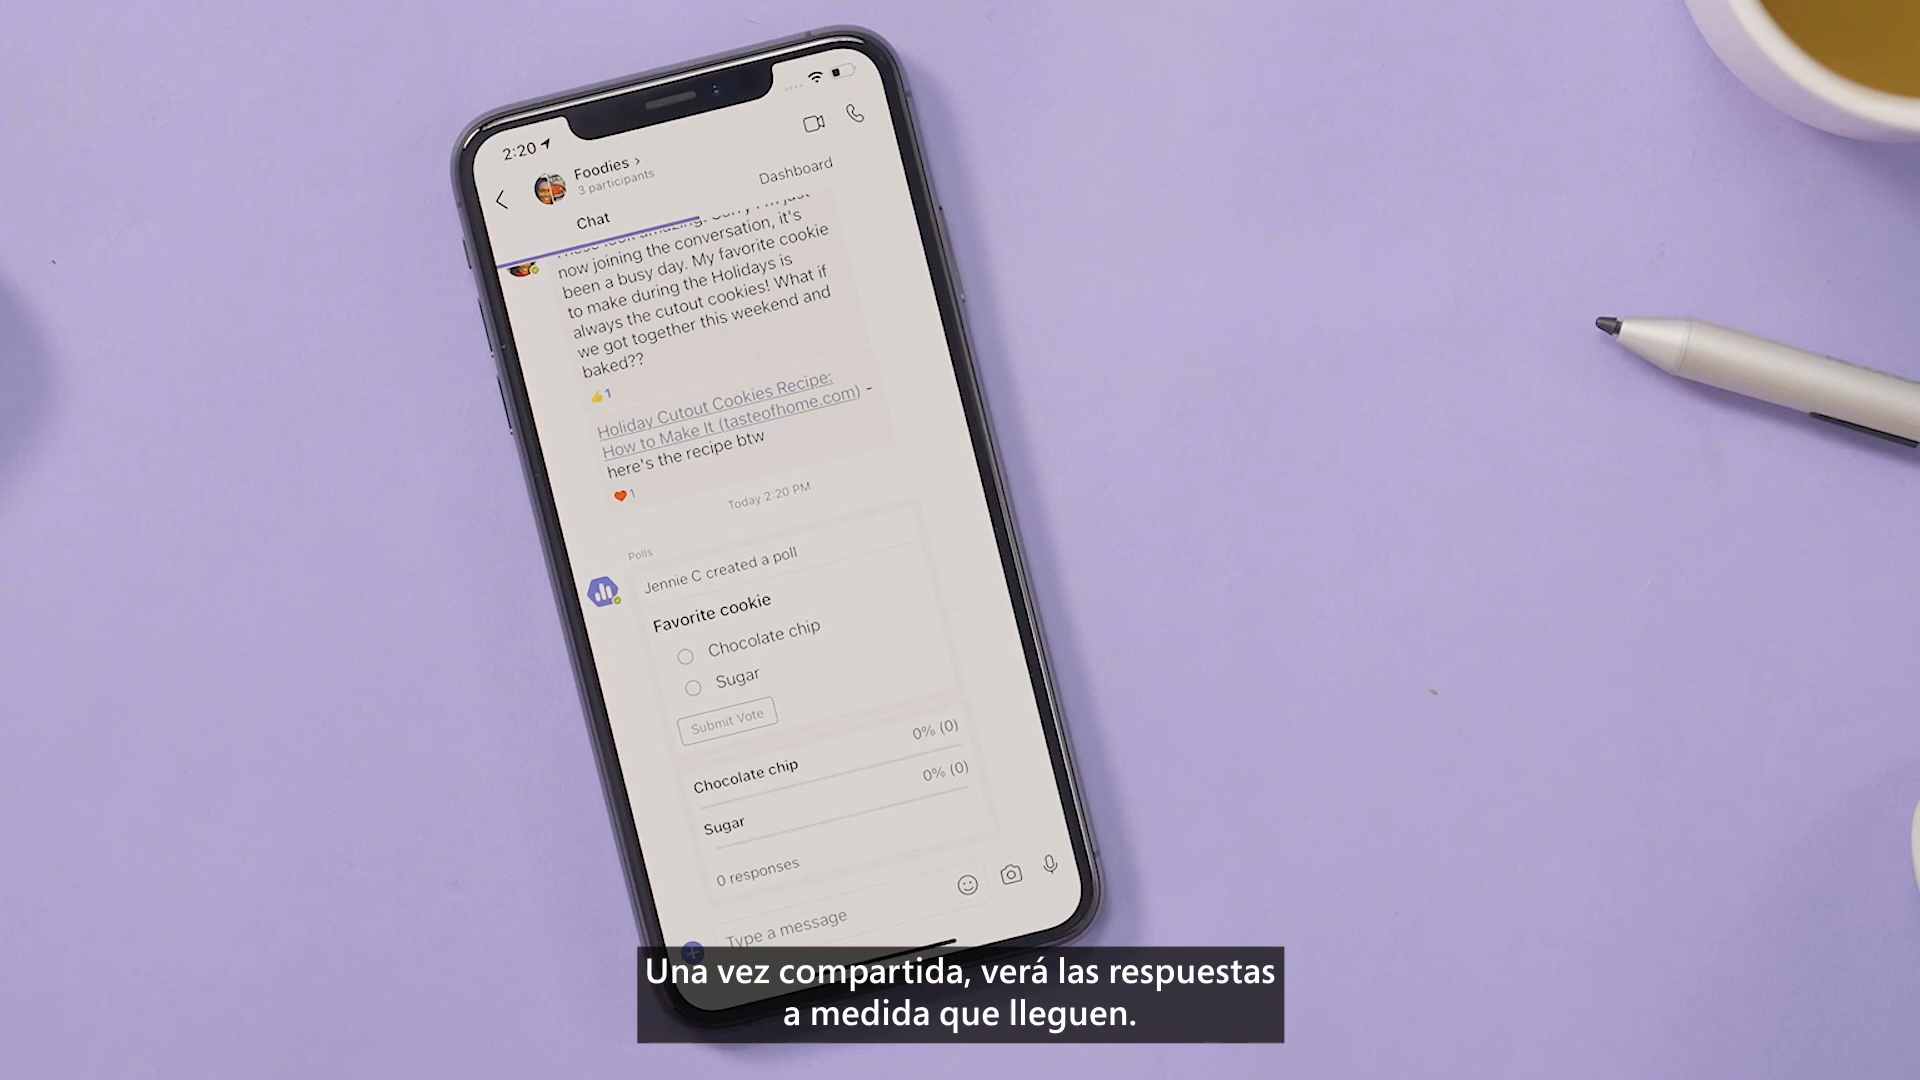 2:20
Foodies >
3 participants
Dashboard
Chat
now joining the conversation, it's
been a busy day. My favorite cookie
to make during the Holidays is
always the cutout cookies! What if
we got together this weekend and
baked??
1
Holiday Cutout Cookies Recipe:
How to Make It (tasteofhome.com) -
here's the recipe btw
1
Today 2:20 PM
Polls
Jennie C created a poll
Favorite cookie
Chocolate chip
Sugar
Submit Vote
Chocolate chip 0% (0)
Sugar 0% (0)
0 responses
Type a message
Una vez compartida, verá las respuestas
a medida que lleguen.